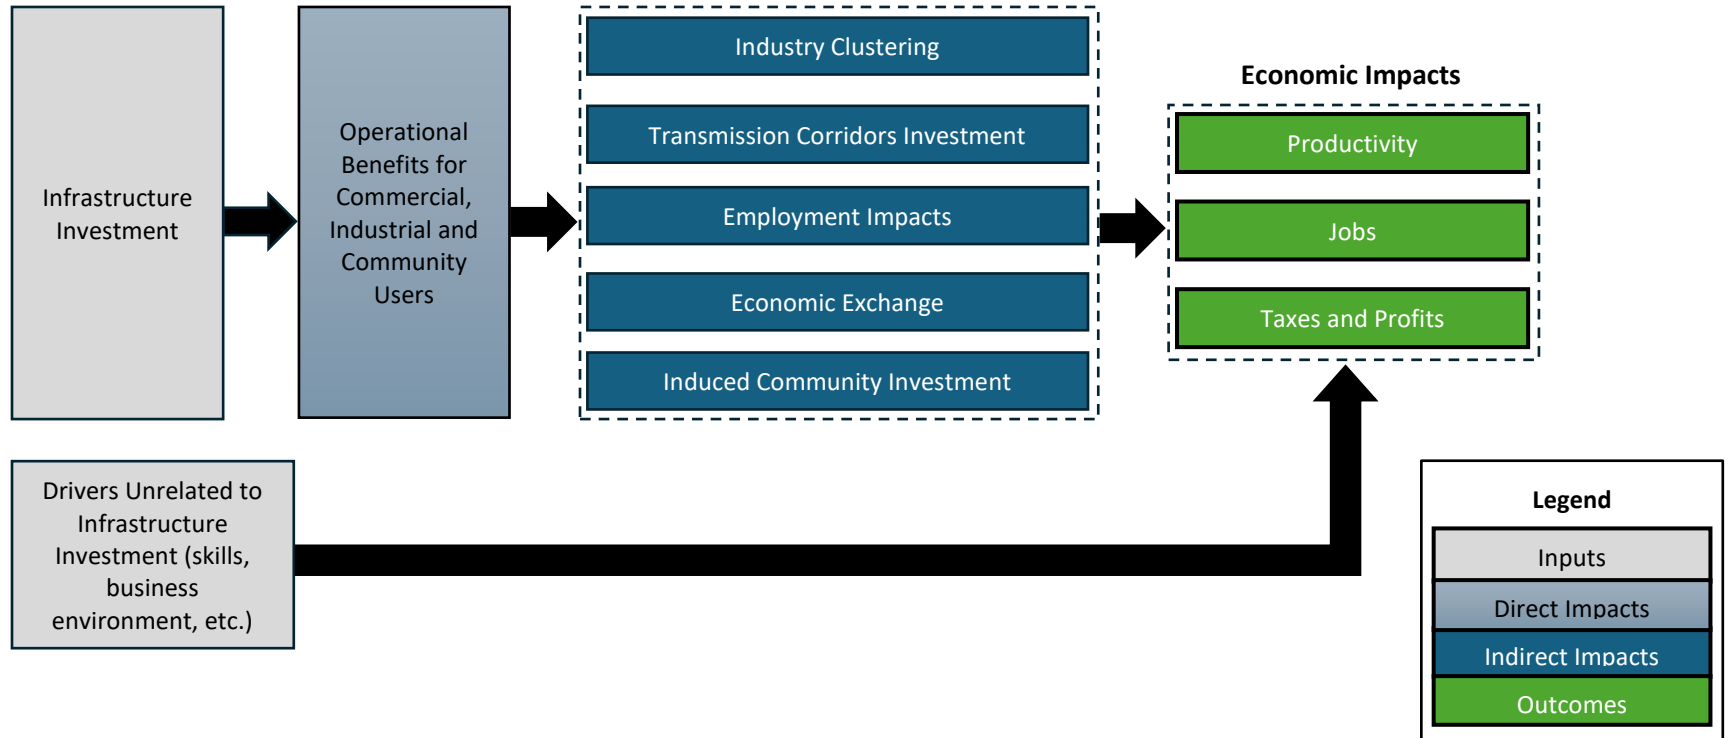 Infrastructure
Investment
Operational
Benefits for
Commercial,
Industrial and
Community
Users
Industry Clustering
Transmission Corridors Investment
Employment Impacts
Economic Exchange
Induced Community Investment
Economic Impacts
Productivity
Jobs
Taxes and Profits
Drivers Unrelated to
Infrastructure
Investment (skills,
business
environment, etc.)
Legend
Inputs
Direct Impacts
Indirect Impacts
Outcomes